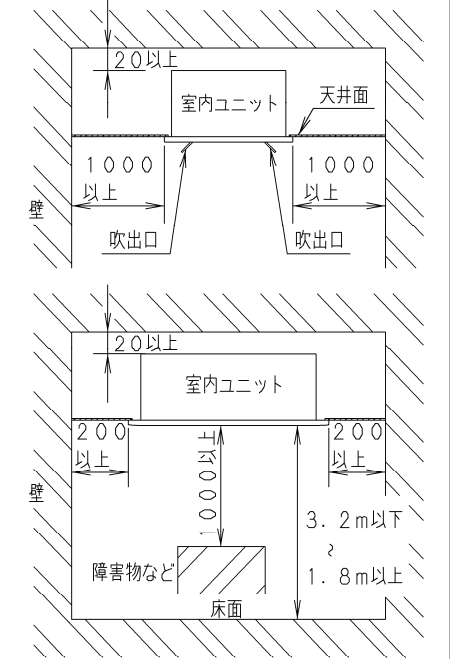 20以上
室内ユニット
天井面
1000
以上
1000
以上
壁
吹出口
吹出口
20以上
室内ユニット
200
以上
1000以上
200
以上
壁
3.2m以下
~
1.8m以上
障害物など
床面